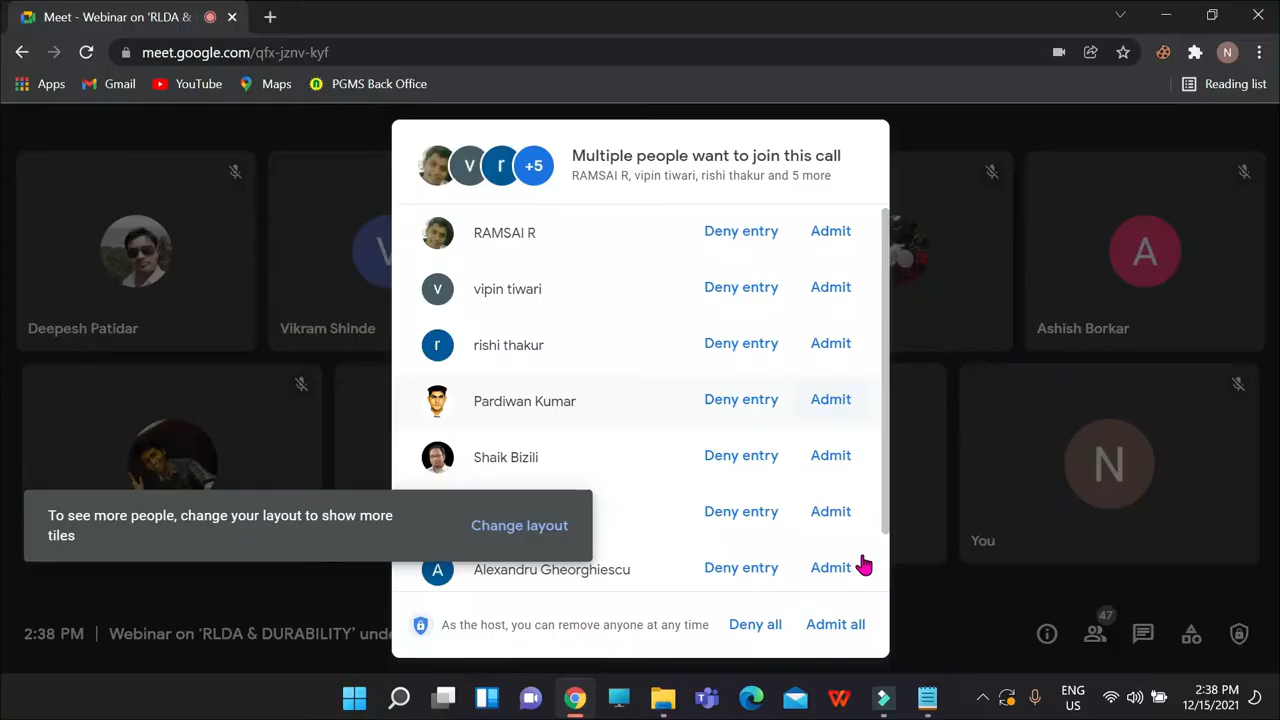 Meet - Webinar on 'RLDA &
meet.google.com/qfx-jznv-kyf
N
Apps
Gmail
YouTube
Maps
PGMS Back Office
Reading list
V
r
+5
Multiple people want to join this call
RAMSAI R, vipin tiwari, rishi thakur and 5 more
RAMSAI R
Deny entry
Admit
V
vipin tiwari
Deny entry
Admit
r
rishi thakur
Deny entry
Admit
Pardiwan Kumar
Deny entry
Admit
Shaik Bizili
Deny entry
Admit
Deny entry
Admit
A
Alexandru Gheorghiescu
Deny entry
Admit
As the host, you can remove anyone at any time
Deny all
Admit all
Deepesh Patidar
V
Vikram Shinde
A
Ashish Borkar
N
You
To see more people, change your layout to show more
tiles
Change layout
2:38 PM | Webinar on 'RLDA & DURABILITY' unde
47
ENG
US
2:38 PM
12/15/2021